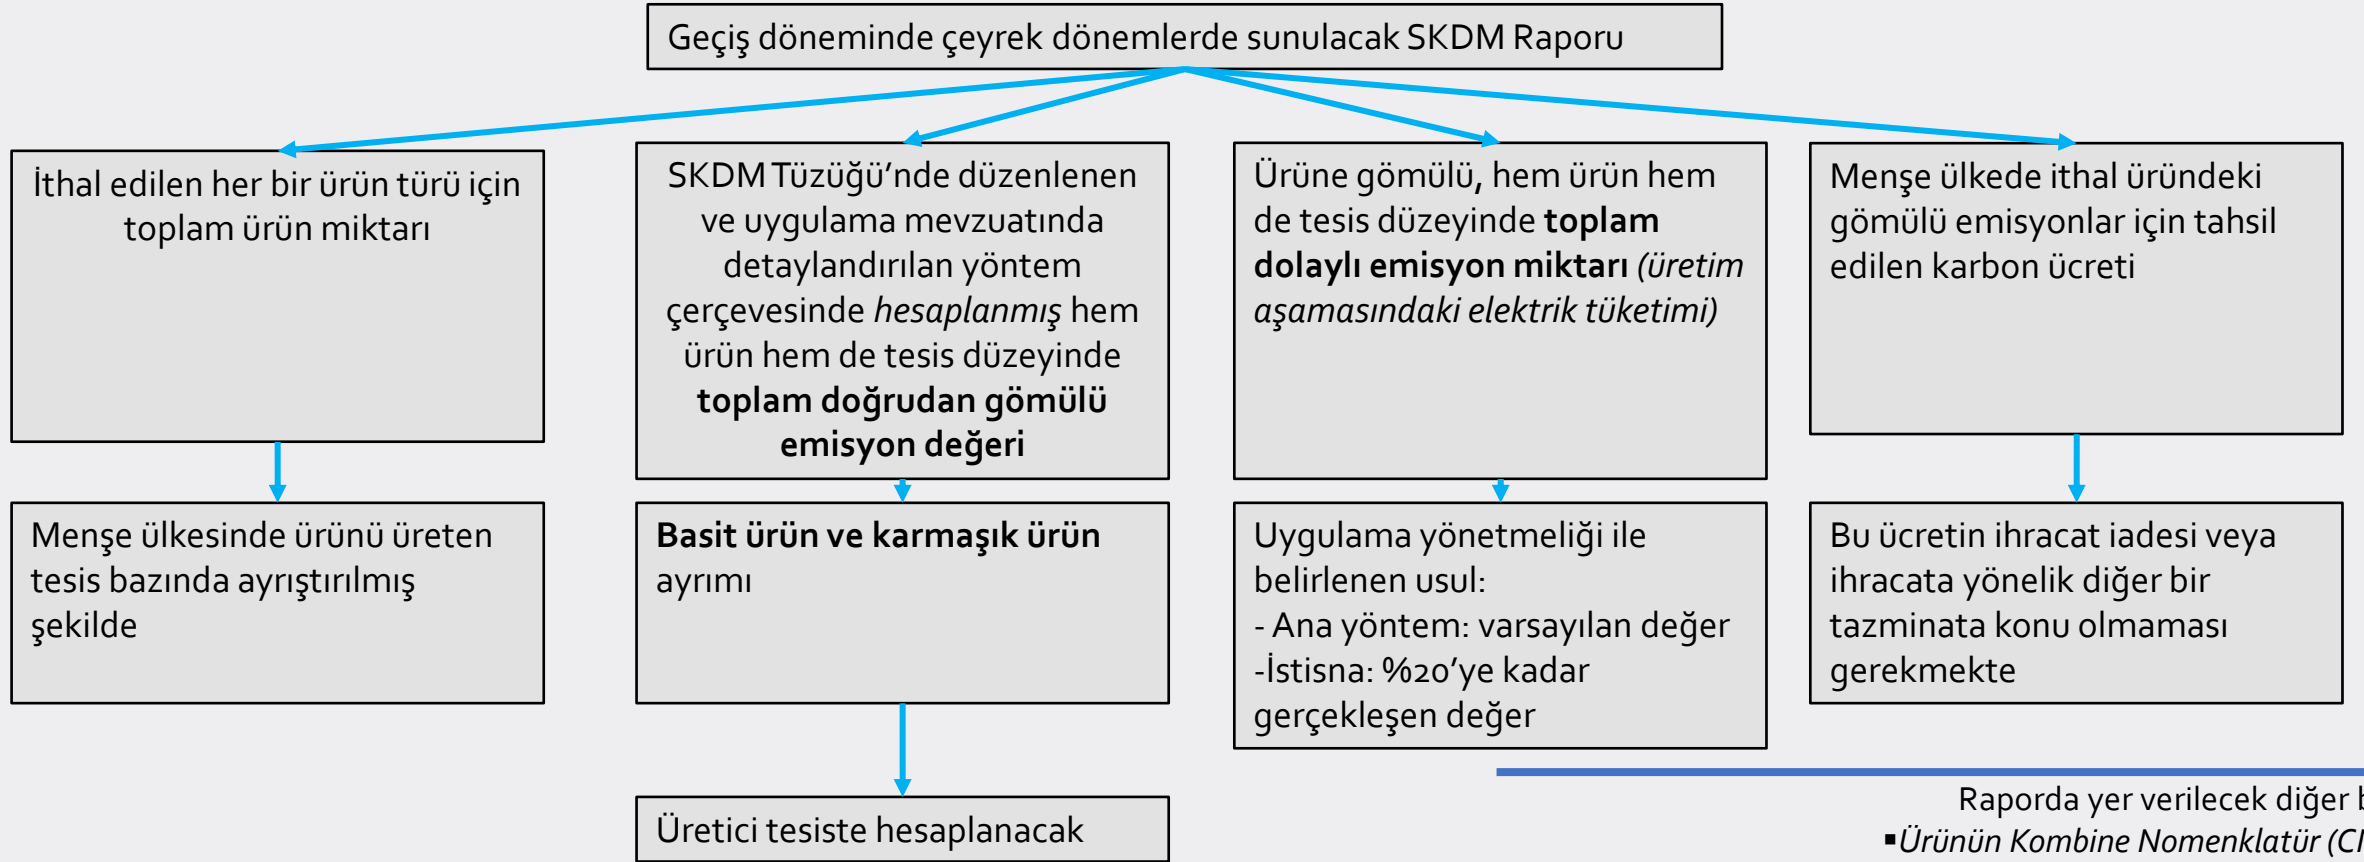 Geçiş döneminde çeyrek dönemlerde sunulacak SKDM Raporu
İthal edilen her bir ürün türü için
toplam ürün miktarı
SKDM Tüzüğü’nde düzenlenen
ve uygulama mevzuatında
detaylandırılan yöntem
çerçevesinde hesaplanmış hem
ürün hem de tesis düzeyinde
toplam doğrudan gömülü
emisyon değeri
Ürüne gömülü, hem ürün hem
de tesis düzeyinde toplam
dolaylı emisyon miktarı (üretim
aşamasındaki elektrik tüketimi)
Menşe ülkede ithal üründeki
gömülü emisyonlar için tahsil
edilen karbon ücreti
Menşe ülkesinde ürünü üreten
tesis bazında ayrıştırılmış
şekilde
Basit ürün ve karmaşık ürün
ayrımı
Uygulama yönetmeliği ile
belirlenen usul:
- Ana yöntem: varsayılan değer
-İstisna: %20’ye kadar
gerçekleşen değer
Bu ücretin ihracat iadesi veya
ihracata yönelik diğer bir
tazminata konu olmaması
gerekmekte
Üretici tesiste hesaplanacak
Raporda yer verilecek diğer
▪Ürünün Kombine Nomenklatür